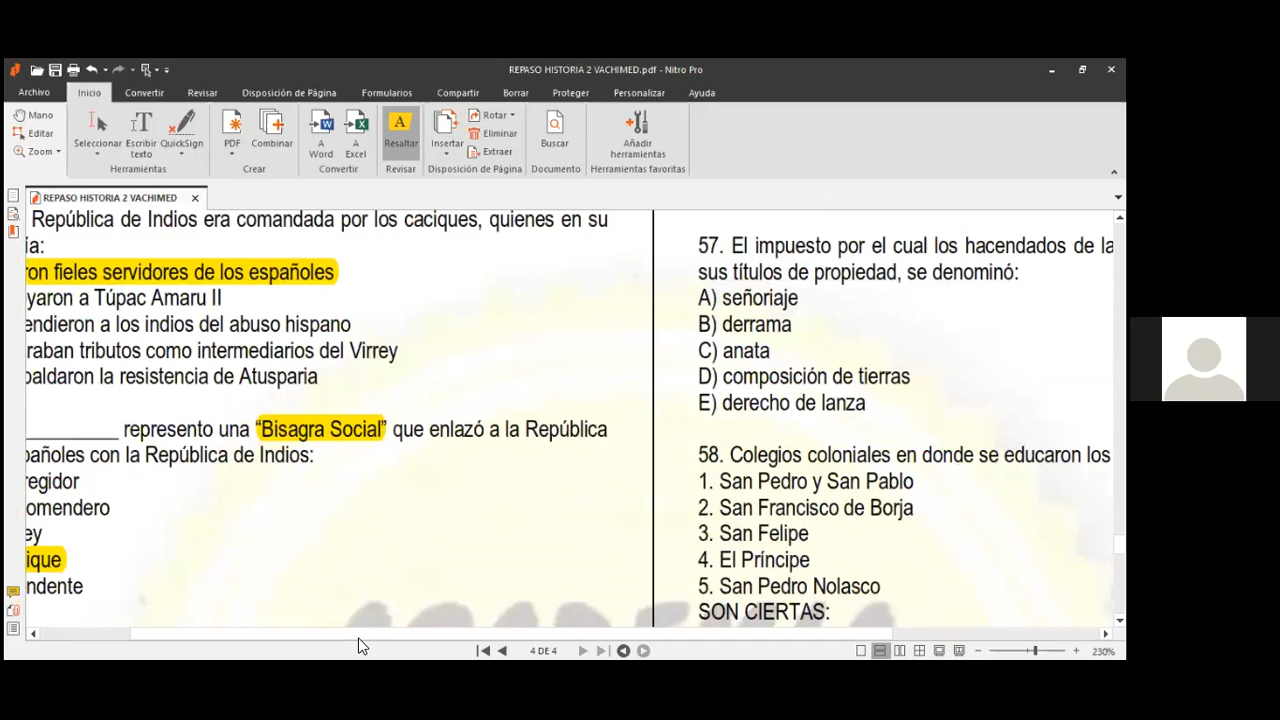 REPASO HISTORIA 2 VACHIMED.pdf - Nitro Pro
Archivo Inicio Convertir Revisar Disposición de Página Formularios Compartir Borrar Proteger Personalizar Ayuda
Mano
Editar
Zoom
Seleccionar
Escribir texto
QuickSign
Herramientas
PDF
Combinar
Crear
A Word
A Excel
Convertir
Resaltar
Revisar
Insertar
Rotar
Eliminar
Extraer
Disposición de Página
Buscar
Documento
Añadir herramientas
Herramientas favoritas
REPASO HISTORIA 2 VACHIMED
República de Indios era comandada por los caciques, quienes en su
ía:
ron fieles servidores de los españoles
yaron a Túpac Amaru II
endieron a los indios del abuso hispano
raban tributos como intermediarios del Virrey
paldaron la resistencia de Atusparia
__________ represento una “Bisagra Social” que enlazó a la República
pañoles con la República de Indios:
regidor
omendero
ey
ique
ndente
57. El impuesto por el cual los hacendados de la
sus títulos de propiedad, se denominó:
A) señoriaje
B) derrama
C) anata
D) composición de tierras
E) derecho de lanza
58. Colegios coloniales en donde se educaron los
1. San Pedro y San Pablo
2. San Francisco de Borja
3. San Felipe
4. El Príncipe
5. San Pedro Nolasco
SON CIERTAS:
4 DE 4
230%